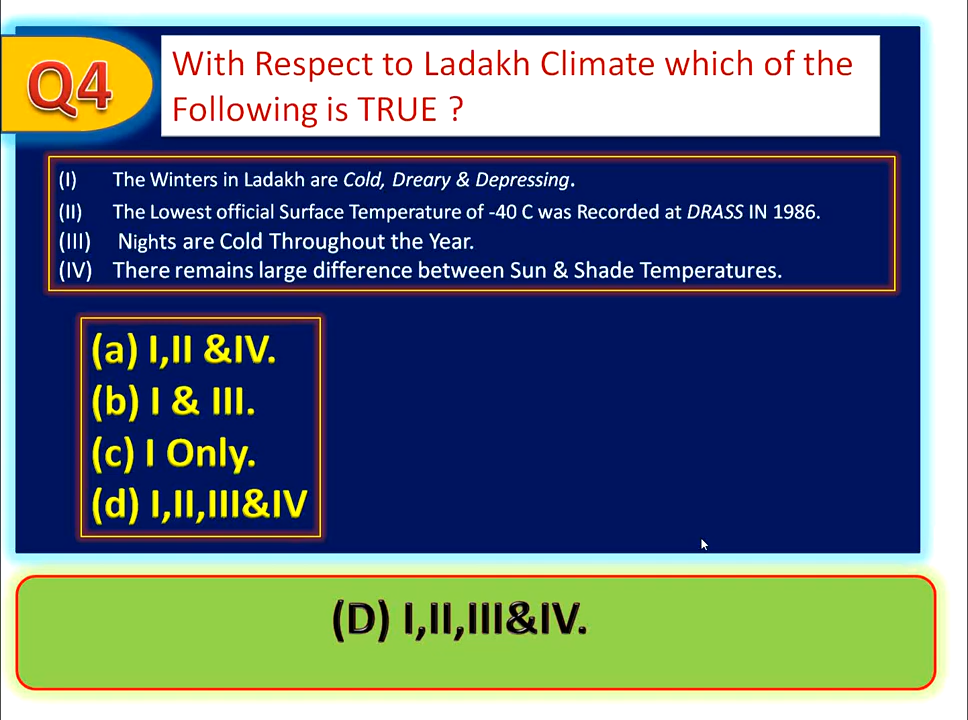 Q4
With Respect to Ladakh Climate which of the
Following is TRUE ?
(I) The Winters in Ladakh are Cold, Dreary & Depressing.
(II) The Lowest official Surface Temperature of -40 C was Recorded at DRASS IN 1986.
(III) Nights are Cold Throughout the Year.
(IV) There remains large difference between Sun & Shade Temperatures.
(a) I,II &IV.
(b) I & III.
(c) I Only.
(d) I,II,III&IV
(D) I,II,III&IV.